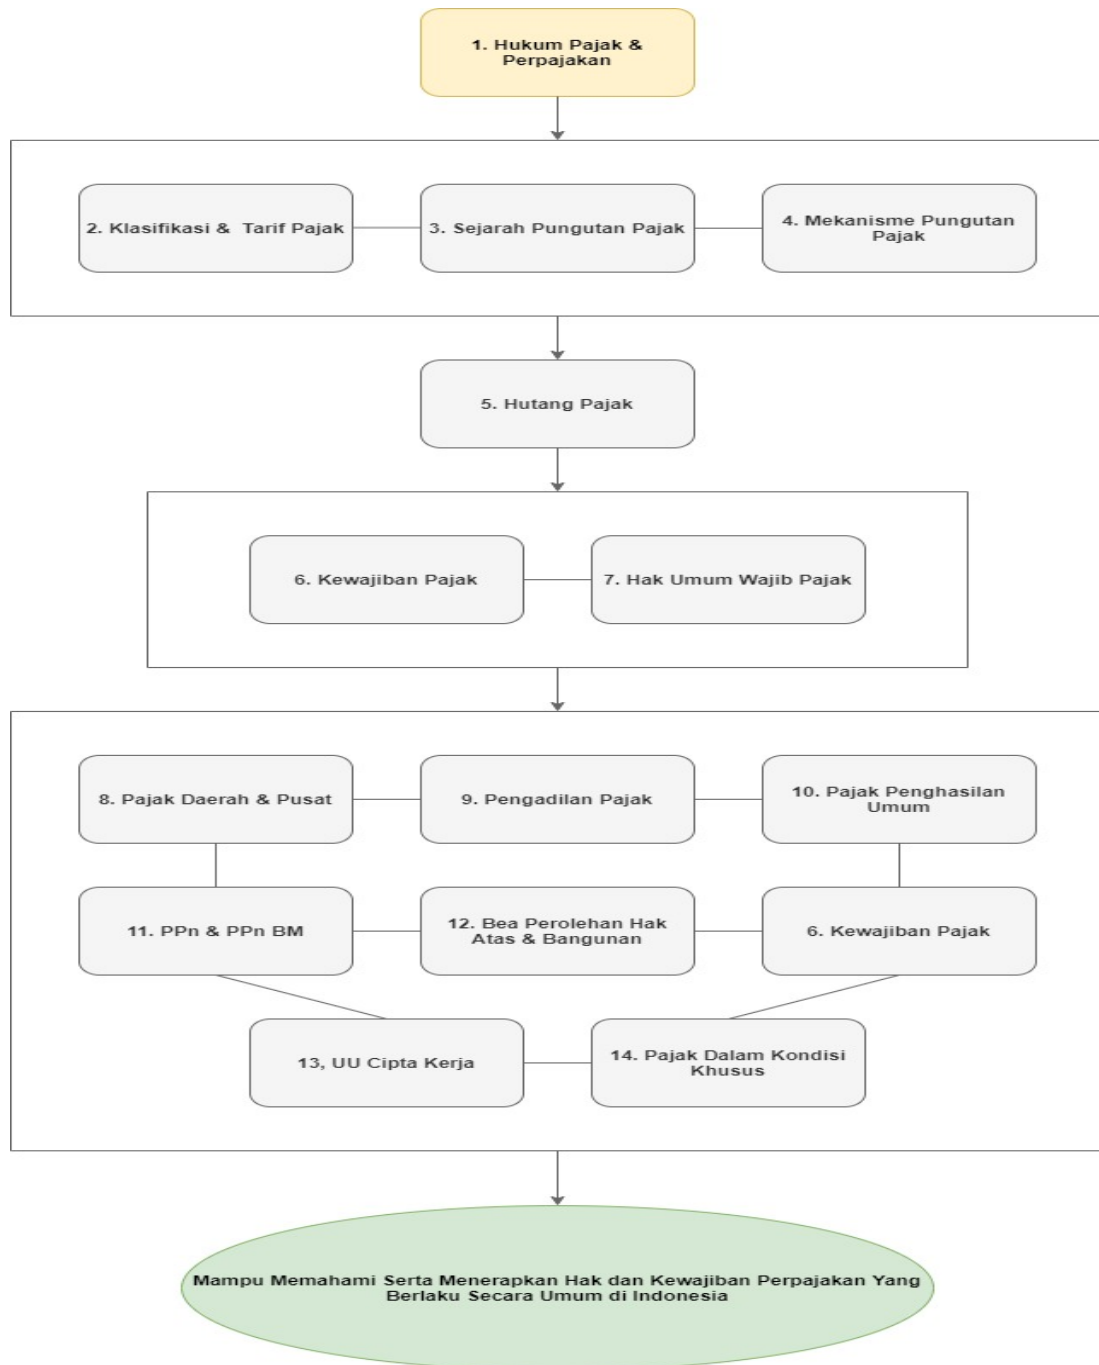 1. Hukum Pajak &
Perpajakan
2. Klasifikasi & Tarif Pajak
3. Sejarah Pungutan Pajak
4. Mekanisme Pungutan
Pajak
5. Hutang Pajak
6. Kewajiban Pajak
7. Hak Umum Wajib Pajak
8. Pajak Daerah & Pusat
9. Pengadilan Pajak
10. Pajak Penghasilan
Umum
11. PPn & PPn BM
12. Bea Perolehan Hak
Atas & Bangunan
6. Kewajiban Pajak
13, UU Cipta Kerja
14. Pajak Dalam Kondisi
Khusus
Mampu Memahami Serta Menerapkan Hak dan Kewajiban Perpajakan Yang
Berlaku Secara Umum di Indonesia